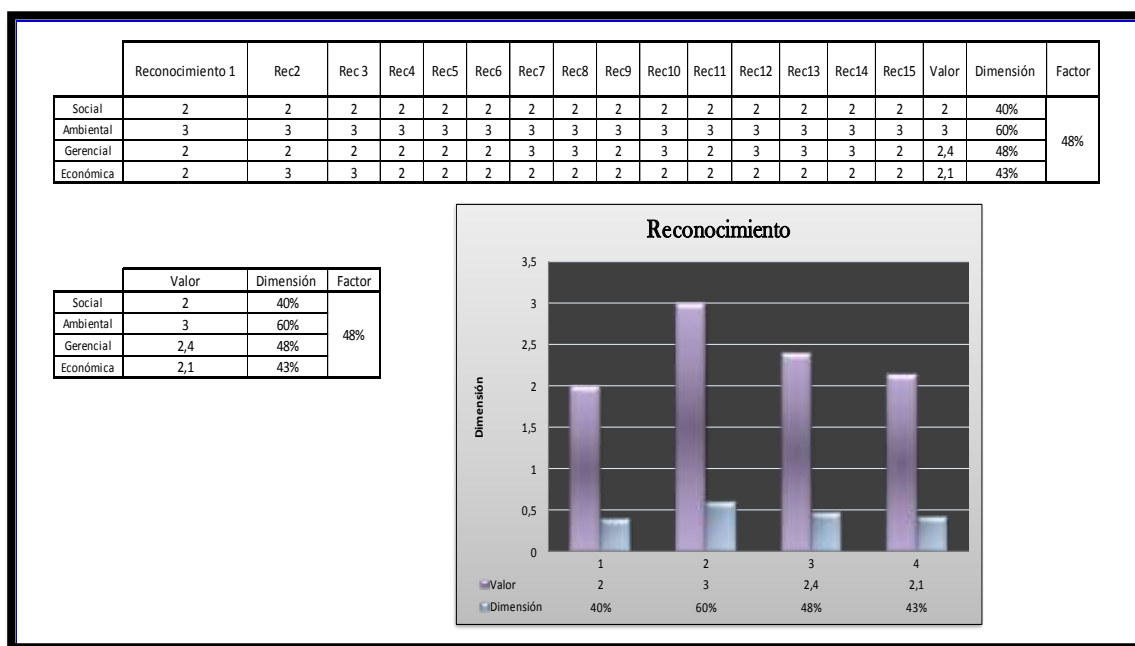 Reconocimiento 1 Rec2 Rec 3 Rec4 Rec5 Rec6 Rec7 Rec8 Rec9 Rec10 Rec11 Rec12 Rec13 Rec14 Rec15 Valor Dimensión Factor
Social 2 2 2 2 2 2 2 2 2 2 2 2 2 2 2 2 40%
Ambiental 3 3 3 3 3 3 3 3 3 3 3 3 3 3 3 3 60%
48%
Gerencial 2 2 2 2 2 2 3 3 2 3 2 3 3 3 2 2,4 48%
Económica 2 3 3 2 2 2 2 2 2 2 2 2 2 2 2 2,1 43%
Valor Dimensión Factor
Social 2 40%
Ambiental 3 60%
48%
Gerencial 2,4 48%
Económica 2,1 43%
Reconocimiento
Dimensión
3,5
3
2,5
2
1,5
1
0,5
0
1 2 3 4
Valor 2 3 2,4 2,1
Dimensión 40% 60% 48% 43%